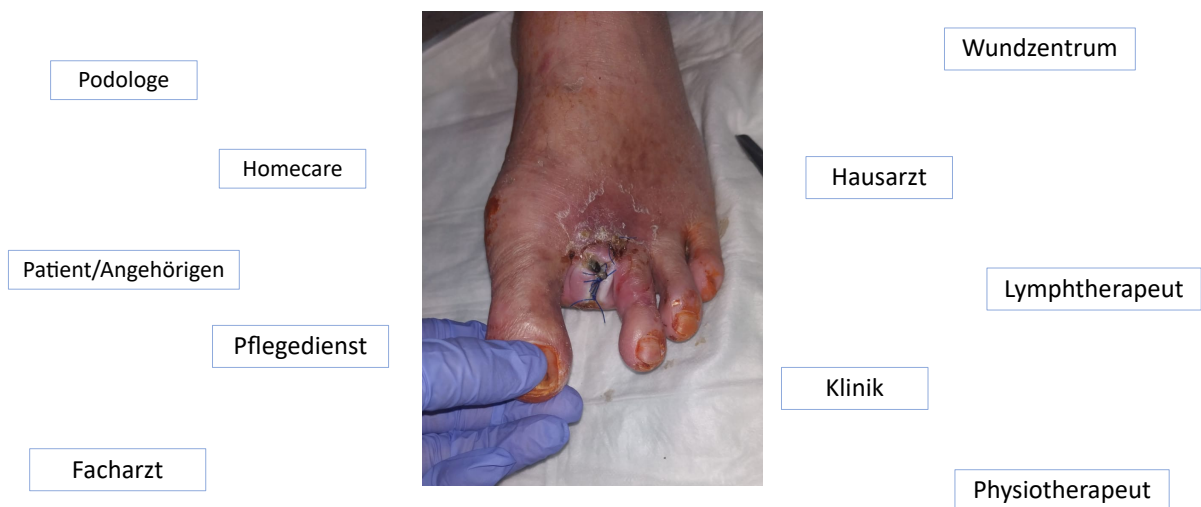 Wundzentrum
Podologe
Homecare
Hausarzt
Patient/Angehörigen
Lymphtherapeut
Pflegedienst
Klinik
Facharzt
Physiotherapeut